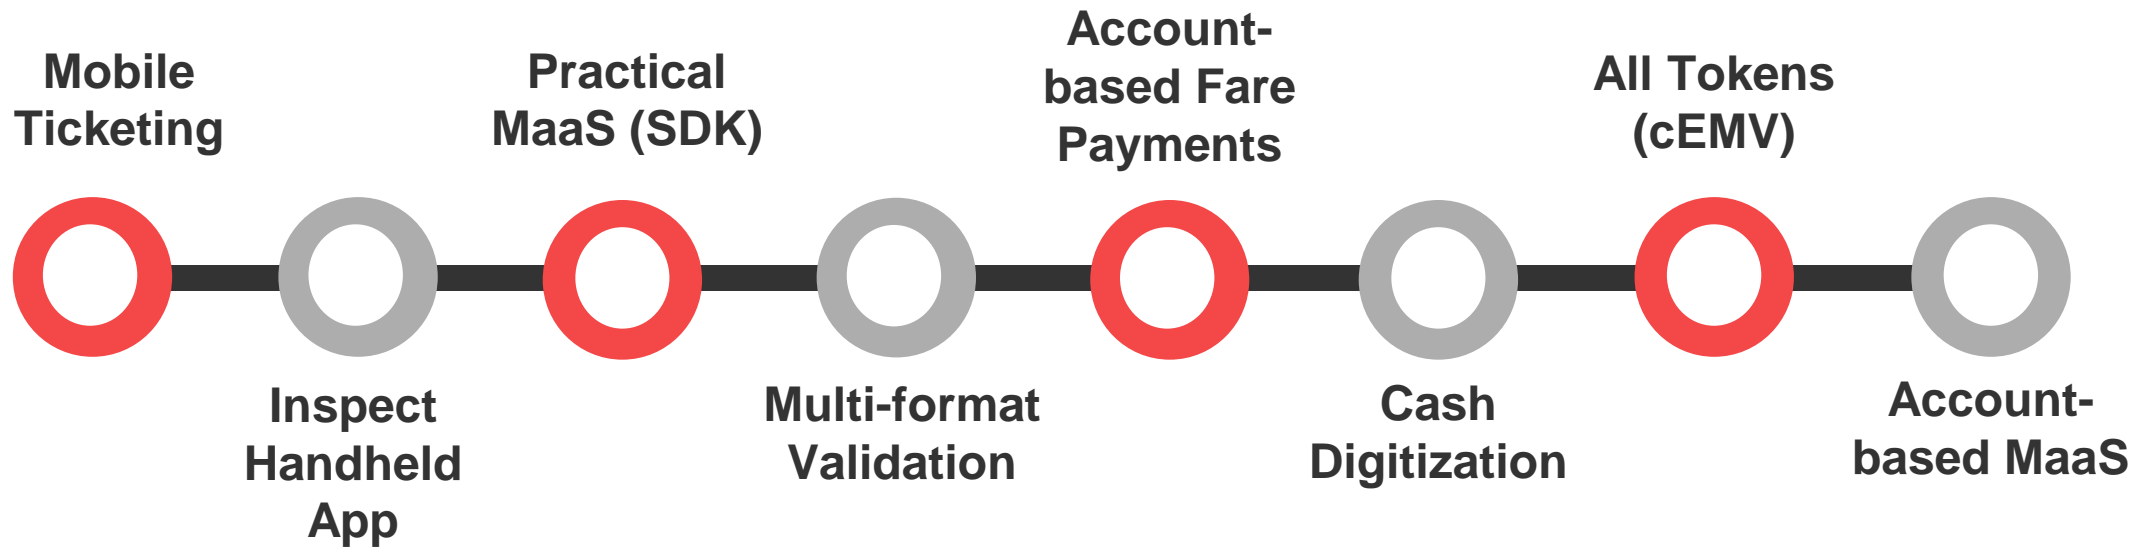 Mobile
Ticketing
Inspect
Handheld
App
Practical
MaaS (SDK)
Multi-format
Validation
Account-
based Fare
Payments
Cash
Digitization
All Tokens
(cEMV)
Account-
based MaaS